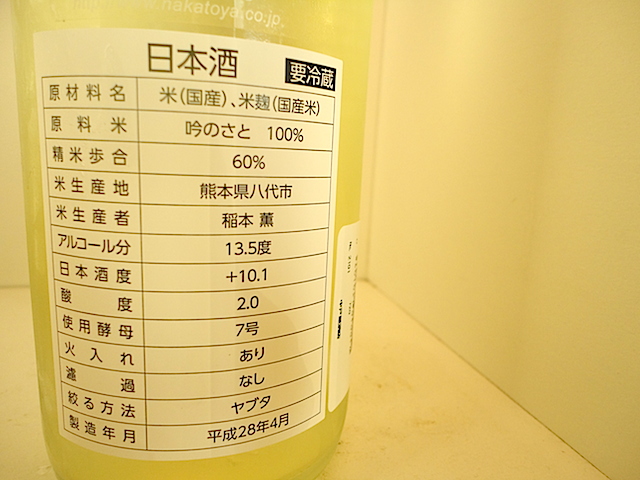 www.nakatoya.co.jp.
日本酒 要冷蔵
原材料名 米(国産)、米麹(国産米)
原料米 吟のさと 100%
精米歩合 60%
米生産地 熊本県八代市
米生産者 稲本 薫
アルコール分 13.5度
日本酒度 +10.1
酸度 2.0
使用酵母 7号
火入れ あり
濾過 なし
絞る方法 ヤブタ
製造年月 平成28年4月